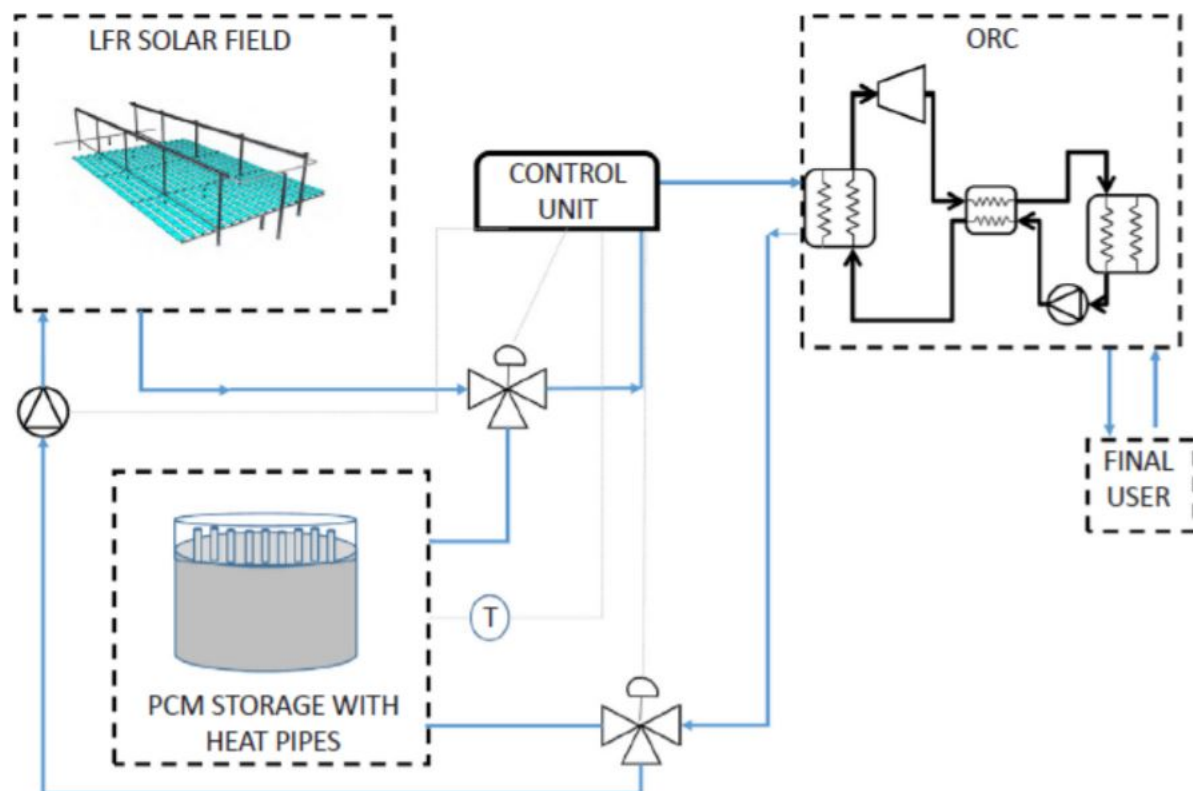 LFR SOLAR FIELD
ORC
CONTROL
UNIT
FINAL
USER
T
PCM STORAGE WITH
HEAT PIPES